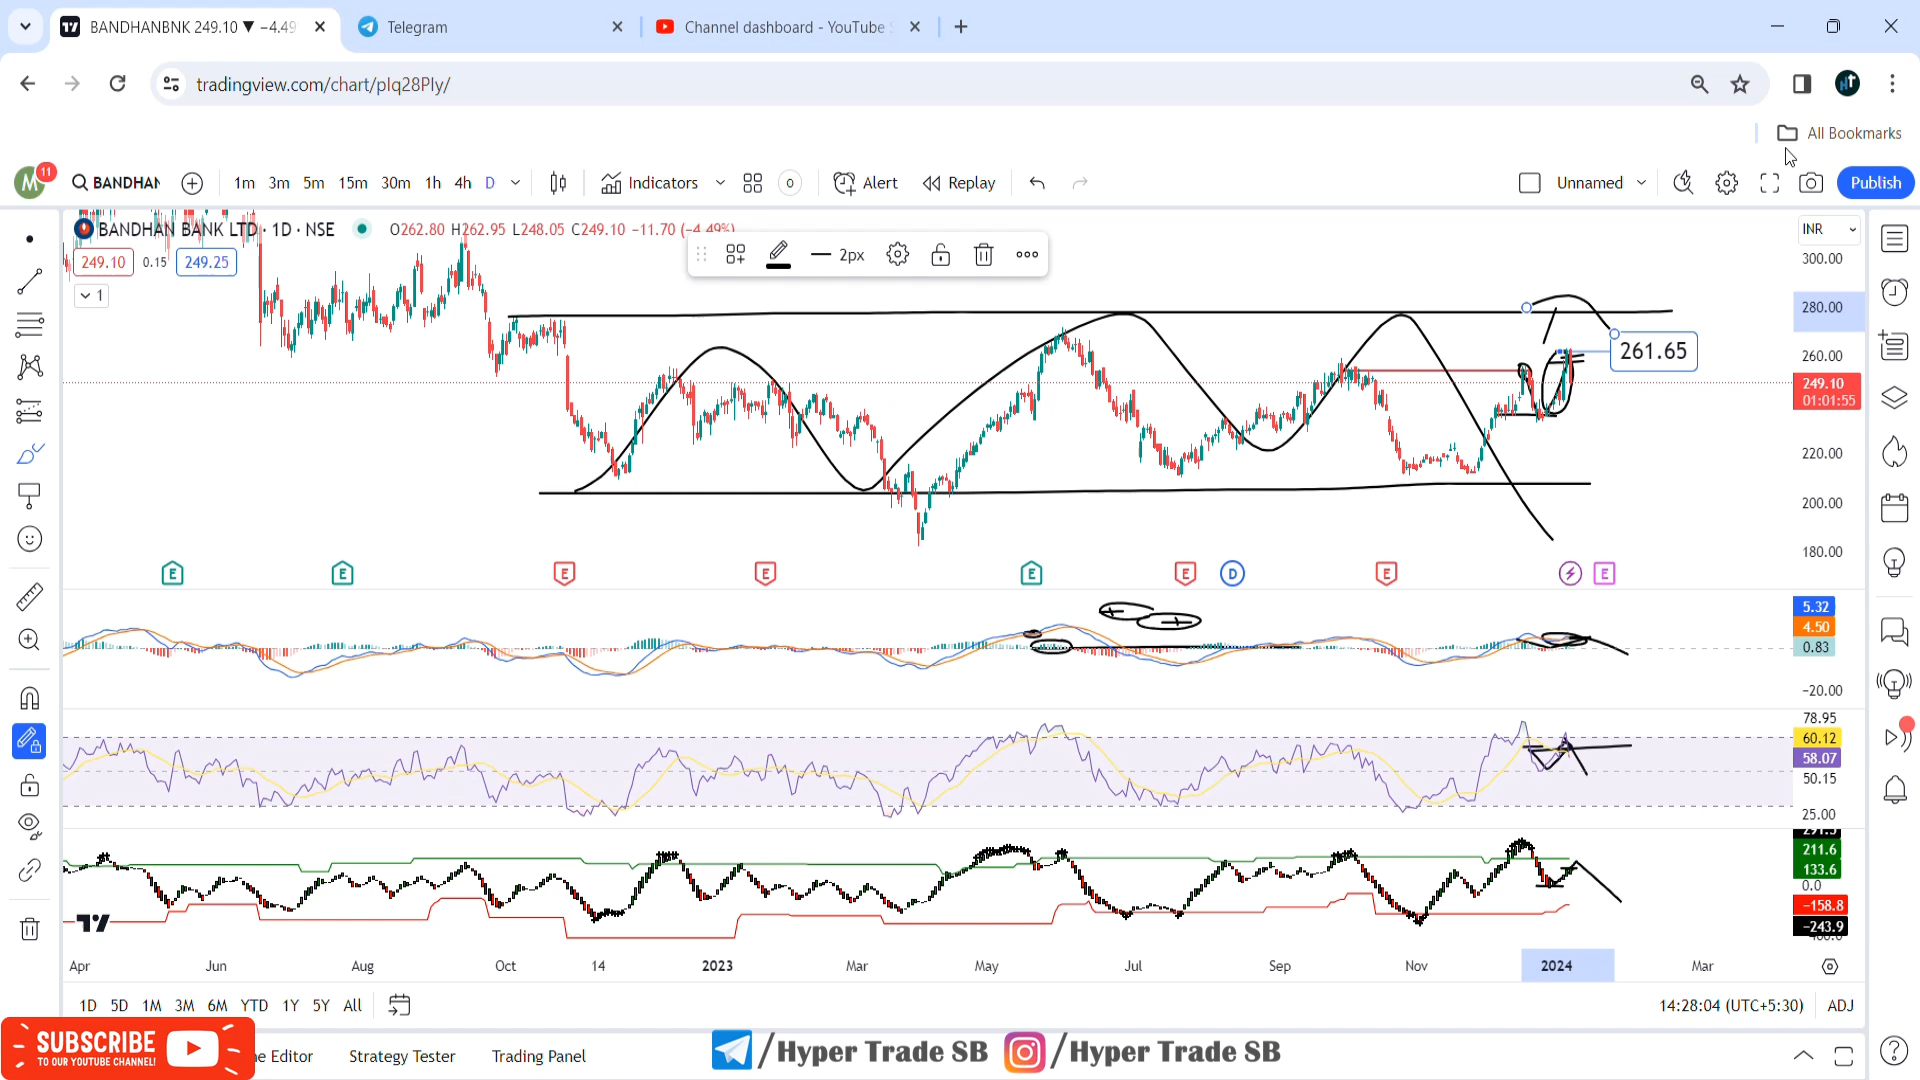 BANDHANBNK 249.10 ▼ −4.49
Telegram
Channel dashboard - YouTube
tradingview.com/chart/pIq28PIy/
All Bookmarks
M
11
BANDHAN
1m 3m 5m 15m 30m 1h 4h D
Indicators
0
Alert
Replay
Unnamed
Publish
BANDHAN BANK LTD · 1D · NSE
O262.80 H262.95 L248.05 C249.10 −11.70 (−4.49%)
249.10
0.15
249.25
1
2px
INR
300.00
280.00
260.00
261.65
249.10
01:01:55
220.00
200.00
180.00
E E E E E E D E E
5.32
4.50
0.83
−20.00
78.95
60.12
58.07
50.15
25.00
211.6
133.6
0.0
−158.8
−243.9
Apr Jun Aug Oct 14 2023 Mar May Jul Sep Nov 2024 Mar
1D 5D 1M 3M 6M YTD 1Y 5Y All
14:28:04 (UTC+5:30)
ADJ
SUBSCRIBE
TO OUR YOUTUBE CHANNEL!
ne Editor
Strategy Tester
Trading Panel
/Hyper Trade SB
/Hyper Trade SB